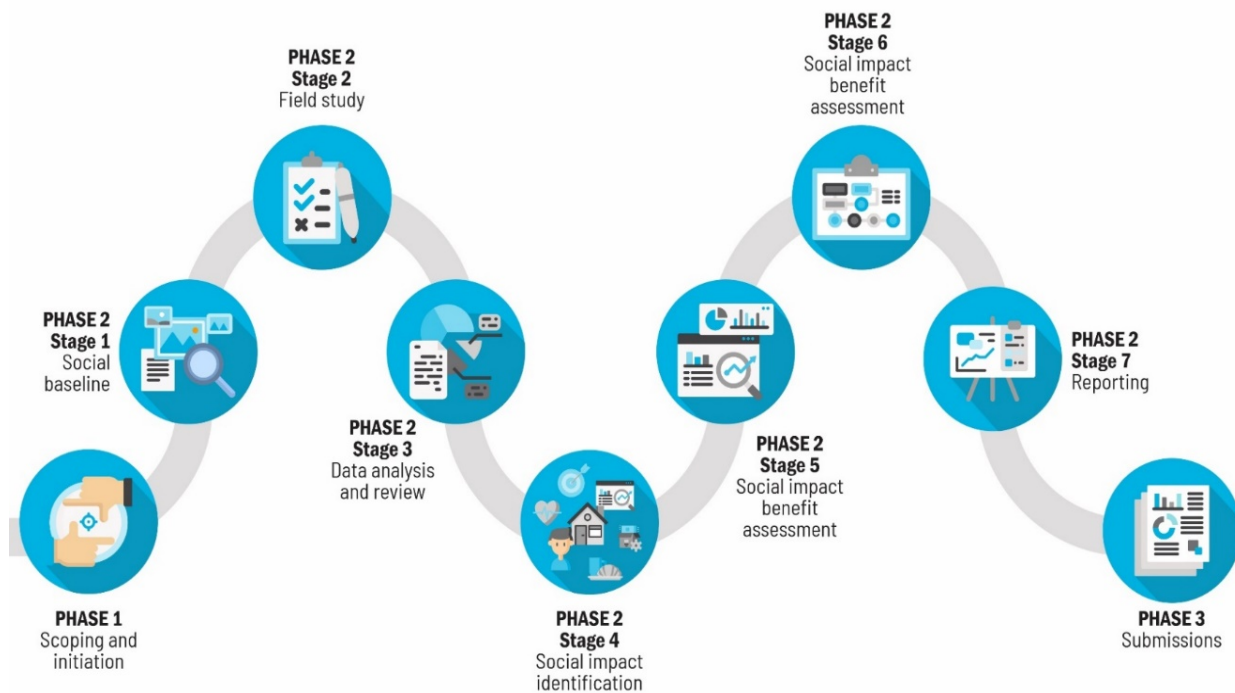 PHASE 1
Scoping and
initiation
PHASE 2
Stage 1
Social
baseline
PHASE 2
Stage 2
Field study
PHASE 2
Stage 3
Data analysis
and review
PHASE 2
Stage 4
Social impact
identification
PHASE 2
Stage 5
Social impact
benefit
assessment
PHASE 2
Stage 6
Social impact
benefit
assessment
PHASE 2
Stage 7
Reporting
PHASE 3
Submissions